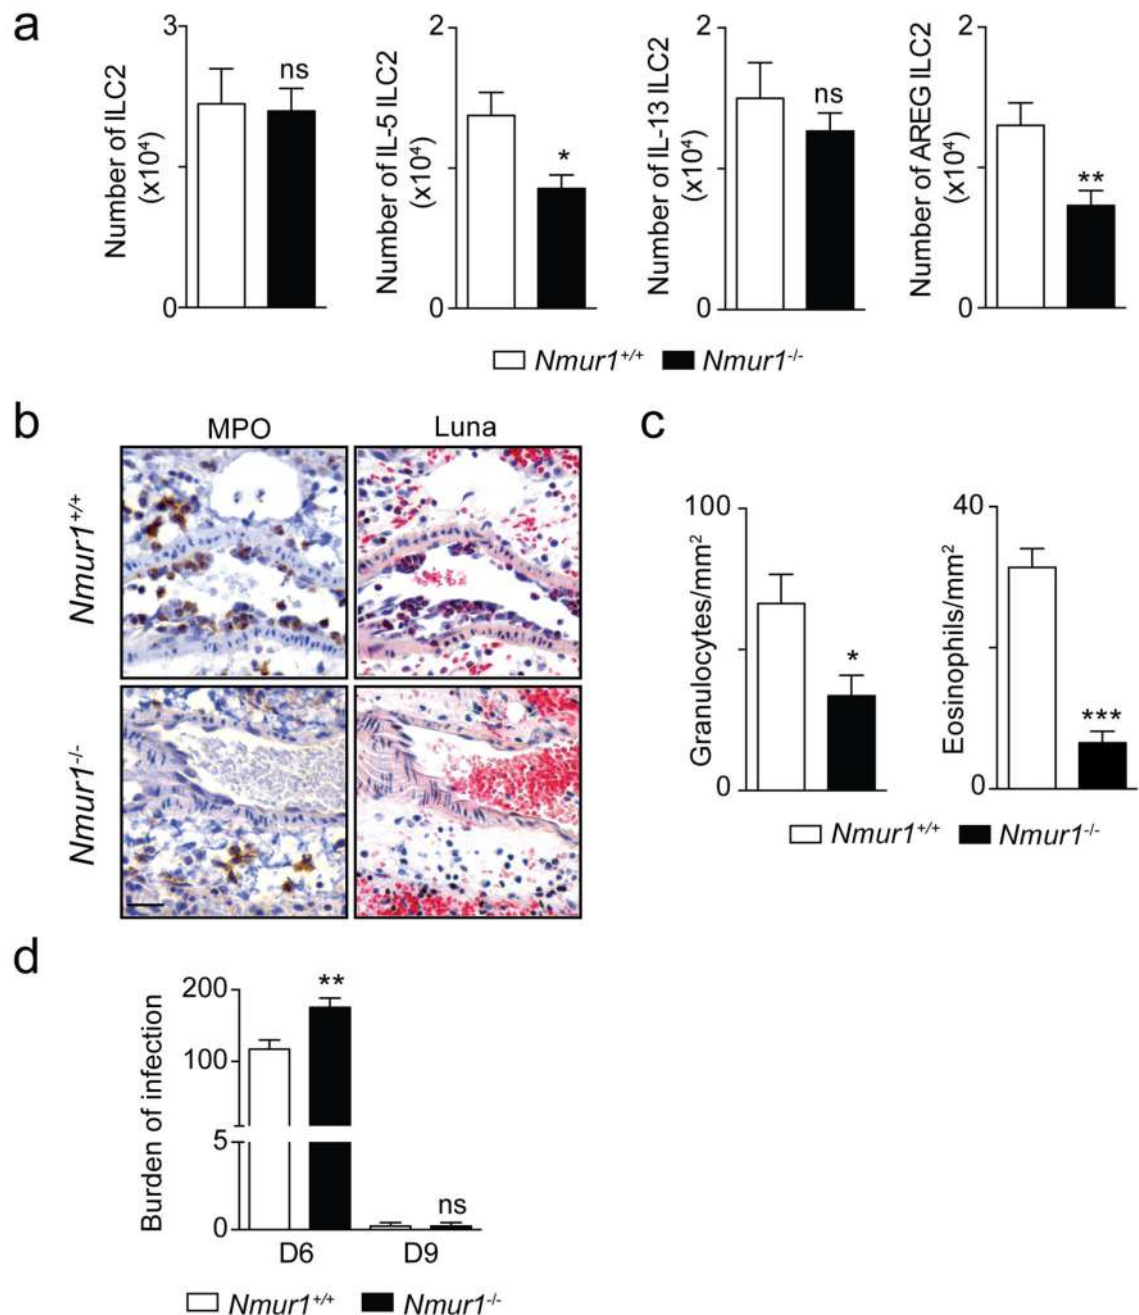 a
3
0
Number of ILC2
(x10⁴)
ns
2
0
Number of IL-5 ILC2
(x10⁴)
*
2
0
Number of IL-13 ILC2
(x10⁴)
ns
2
0
Number of AREG ILC2
(x10⁴)
**
Nmur1+/+ Nmur1-/-
b
MPO Luna
Nmur1+/+
Nmur1-/-
c
100
0
Granulocytes/mm²
*
40
0
Eosinophils/mm²
***
Nmur1+/+ Nmur1-/-
d
200
100
5
0
Burden of infection
**
ns
D6 D9
Nmur1+/+ Nmur1-/-